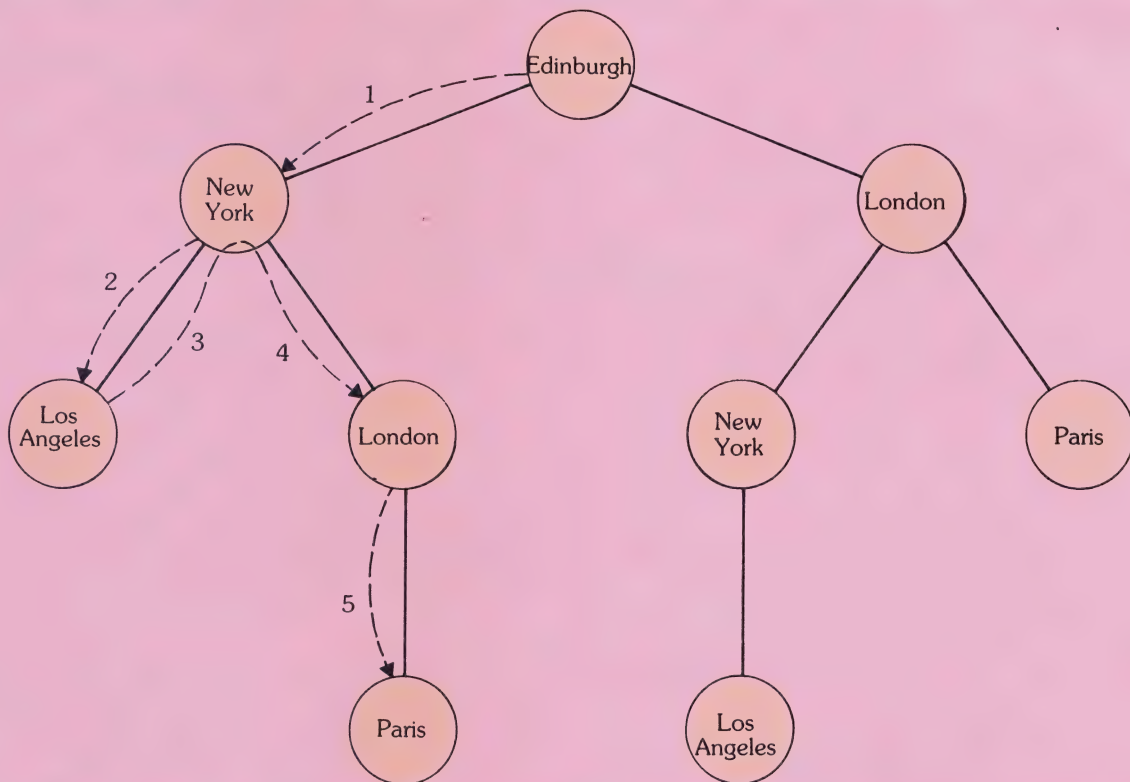 Edinburgh
1
New
York
London
2
3
4
Los
Angeles
London
New
York
Paris
5
Paris
Los
Angeles